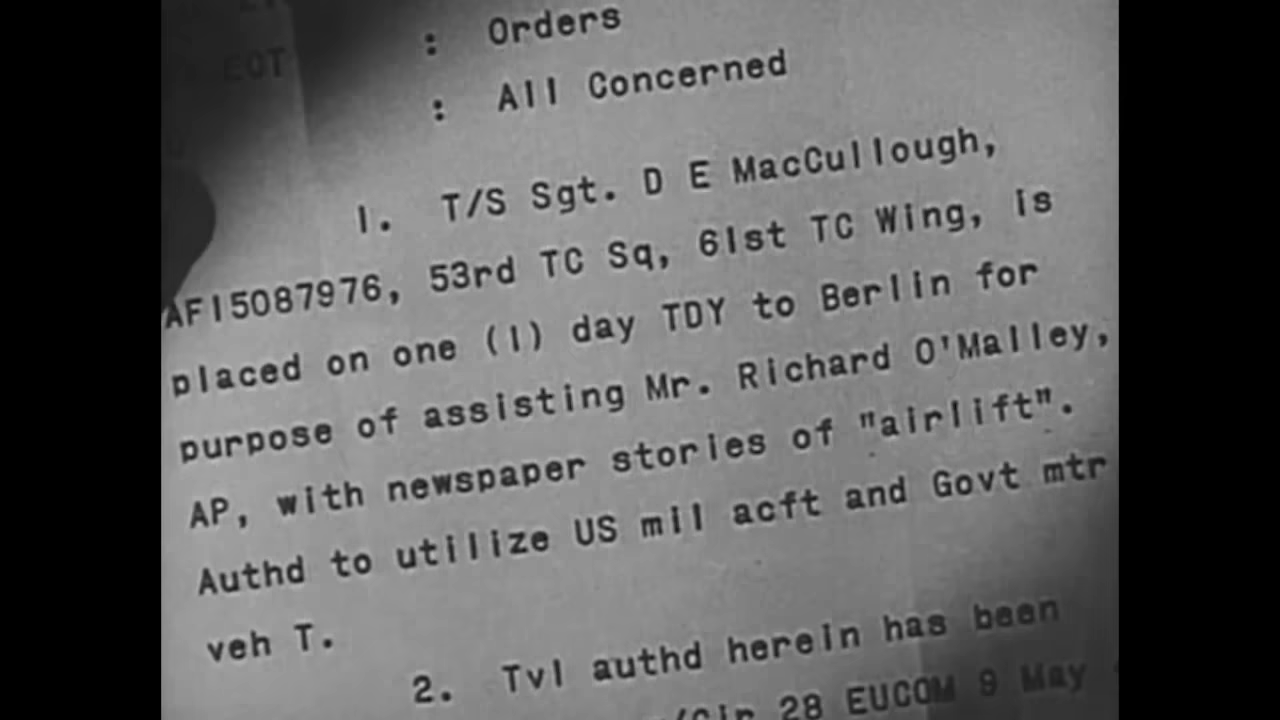 : Orders
: All Concerned
1. T/S Sgt. D E MacCullough,
AF15087976, 53rd TC Sq, 61st TC Wing, is
placed on one (1) day TDY to Berlin for
purpose of assisting Mr. Richard O'Malley,
AP, with newspaper stories of "airlift".
Authd to utilize US mil acft and Govt mtr
veh T.
2. Tvl authd herein has been
/Cir 28 EUCOM 9 May